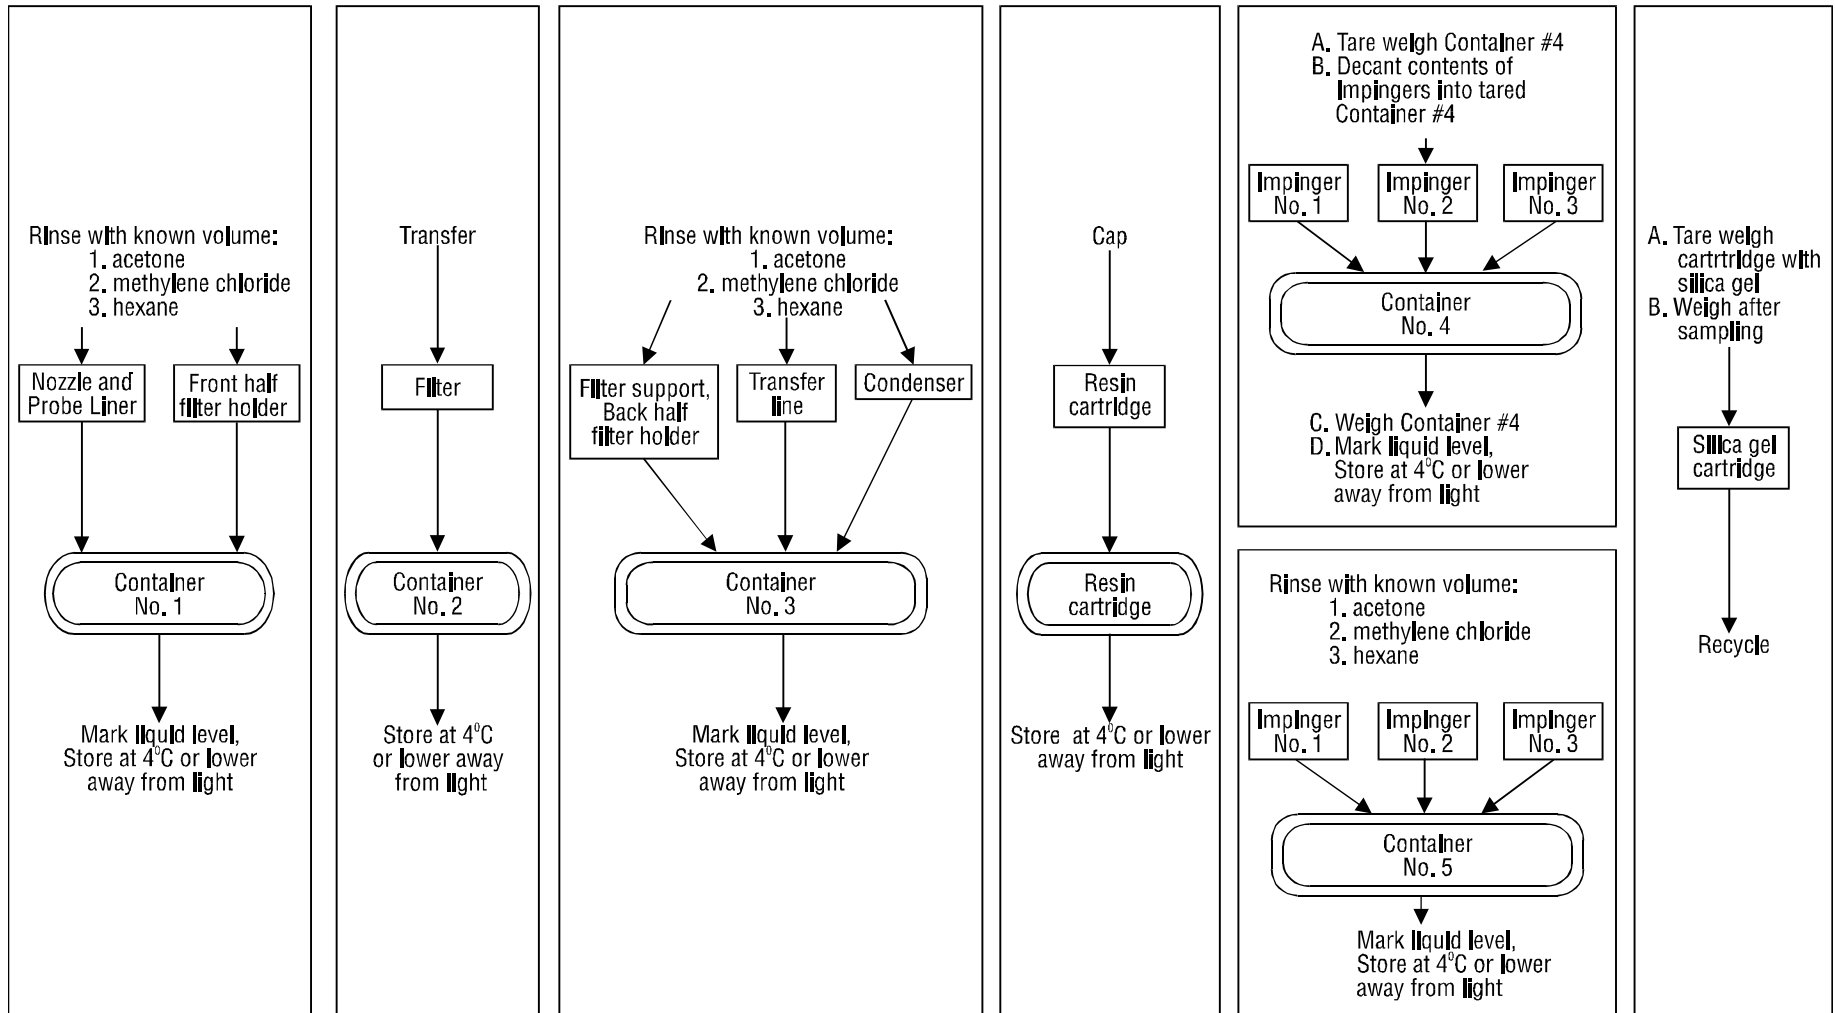 Rinse with known volume:
1. acetone
2. methylene chloride
3. hexane
Nozzle and
Probe Liner
Front half
filter holder
Container
No. 1
Mark liquid level,
Store at 4°C or lower
away from light
Transfer
Filter
Container
No. 2
Store at 4°C
or lower away
from light
Rinse with known volume:
1. acetone
2. methylene chloride
3. hexane
Filter support,
Back half
filter holder
Transfer
line
Condenser
Container
No. 3
Mark liquid level,
Store at 4°C or lower
away from light
Cap
Resin
cartridge
Resin
cartridge
Store at 4°C or lower
away from light
A. Tare weigh Container #4
B. Decant contents of
Impingers into tared
Container #4
Impinger
No. 1
Impinger
No. 2
Impinger
No. 3
Container
No. 4
C. Weigh Container #4
D. Mark liquid level,
Store at 4°C or lower
away from light
Rinse with known volume:
1. acetone
2. methylene chloride
3. hexane
Impinger
No. 1
Impinger
No. 2
Impinger
No. 3
Container
No. 5
Mark liquid level,
Store at 4°C or lower
away from light
A. Tare weigh
cartrtridge with
silica gel
B. Weigh after
sampling
Silica gel
cartridge
Recycle